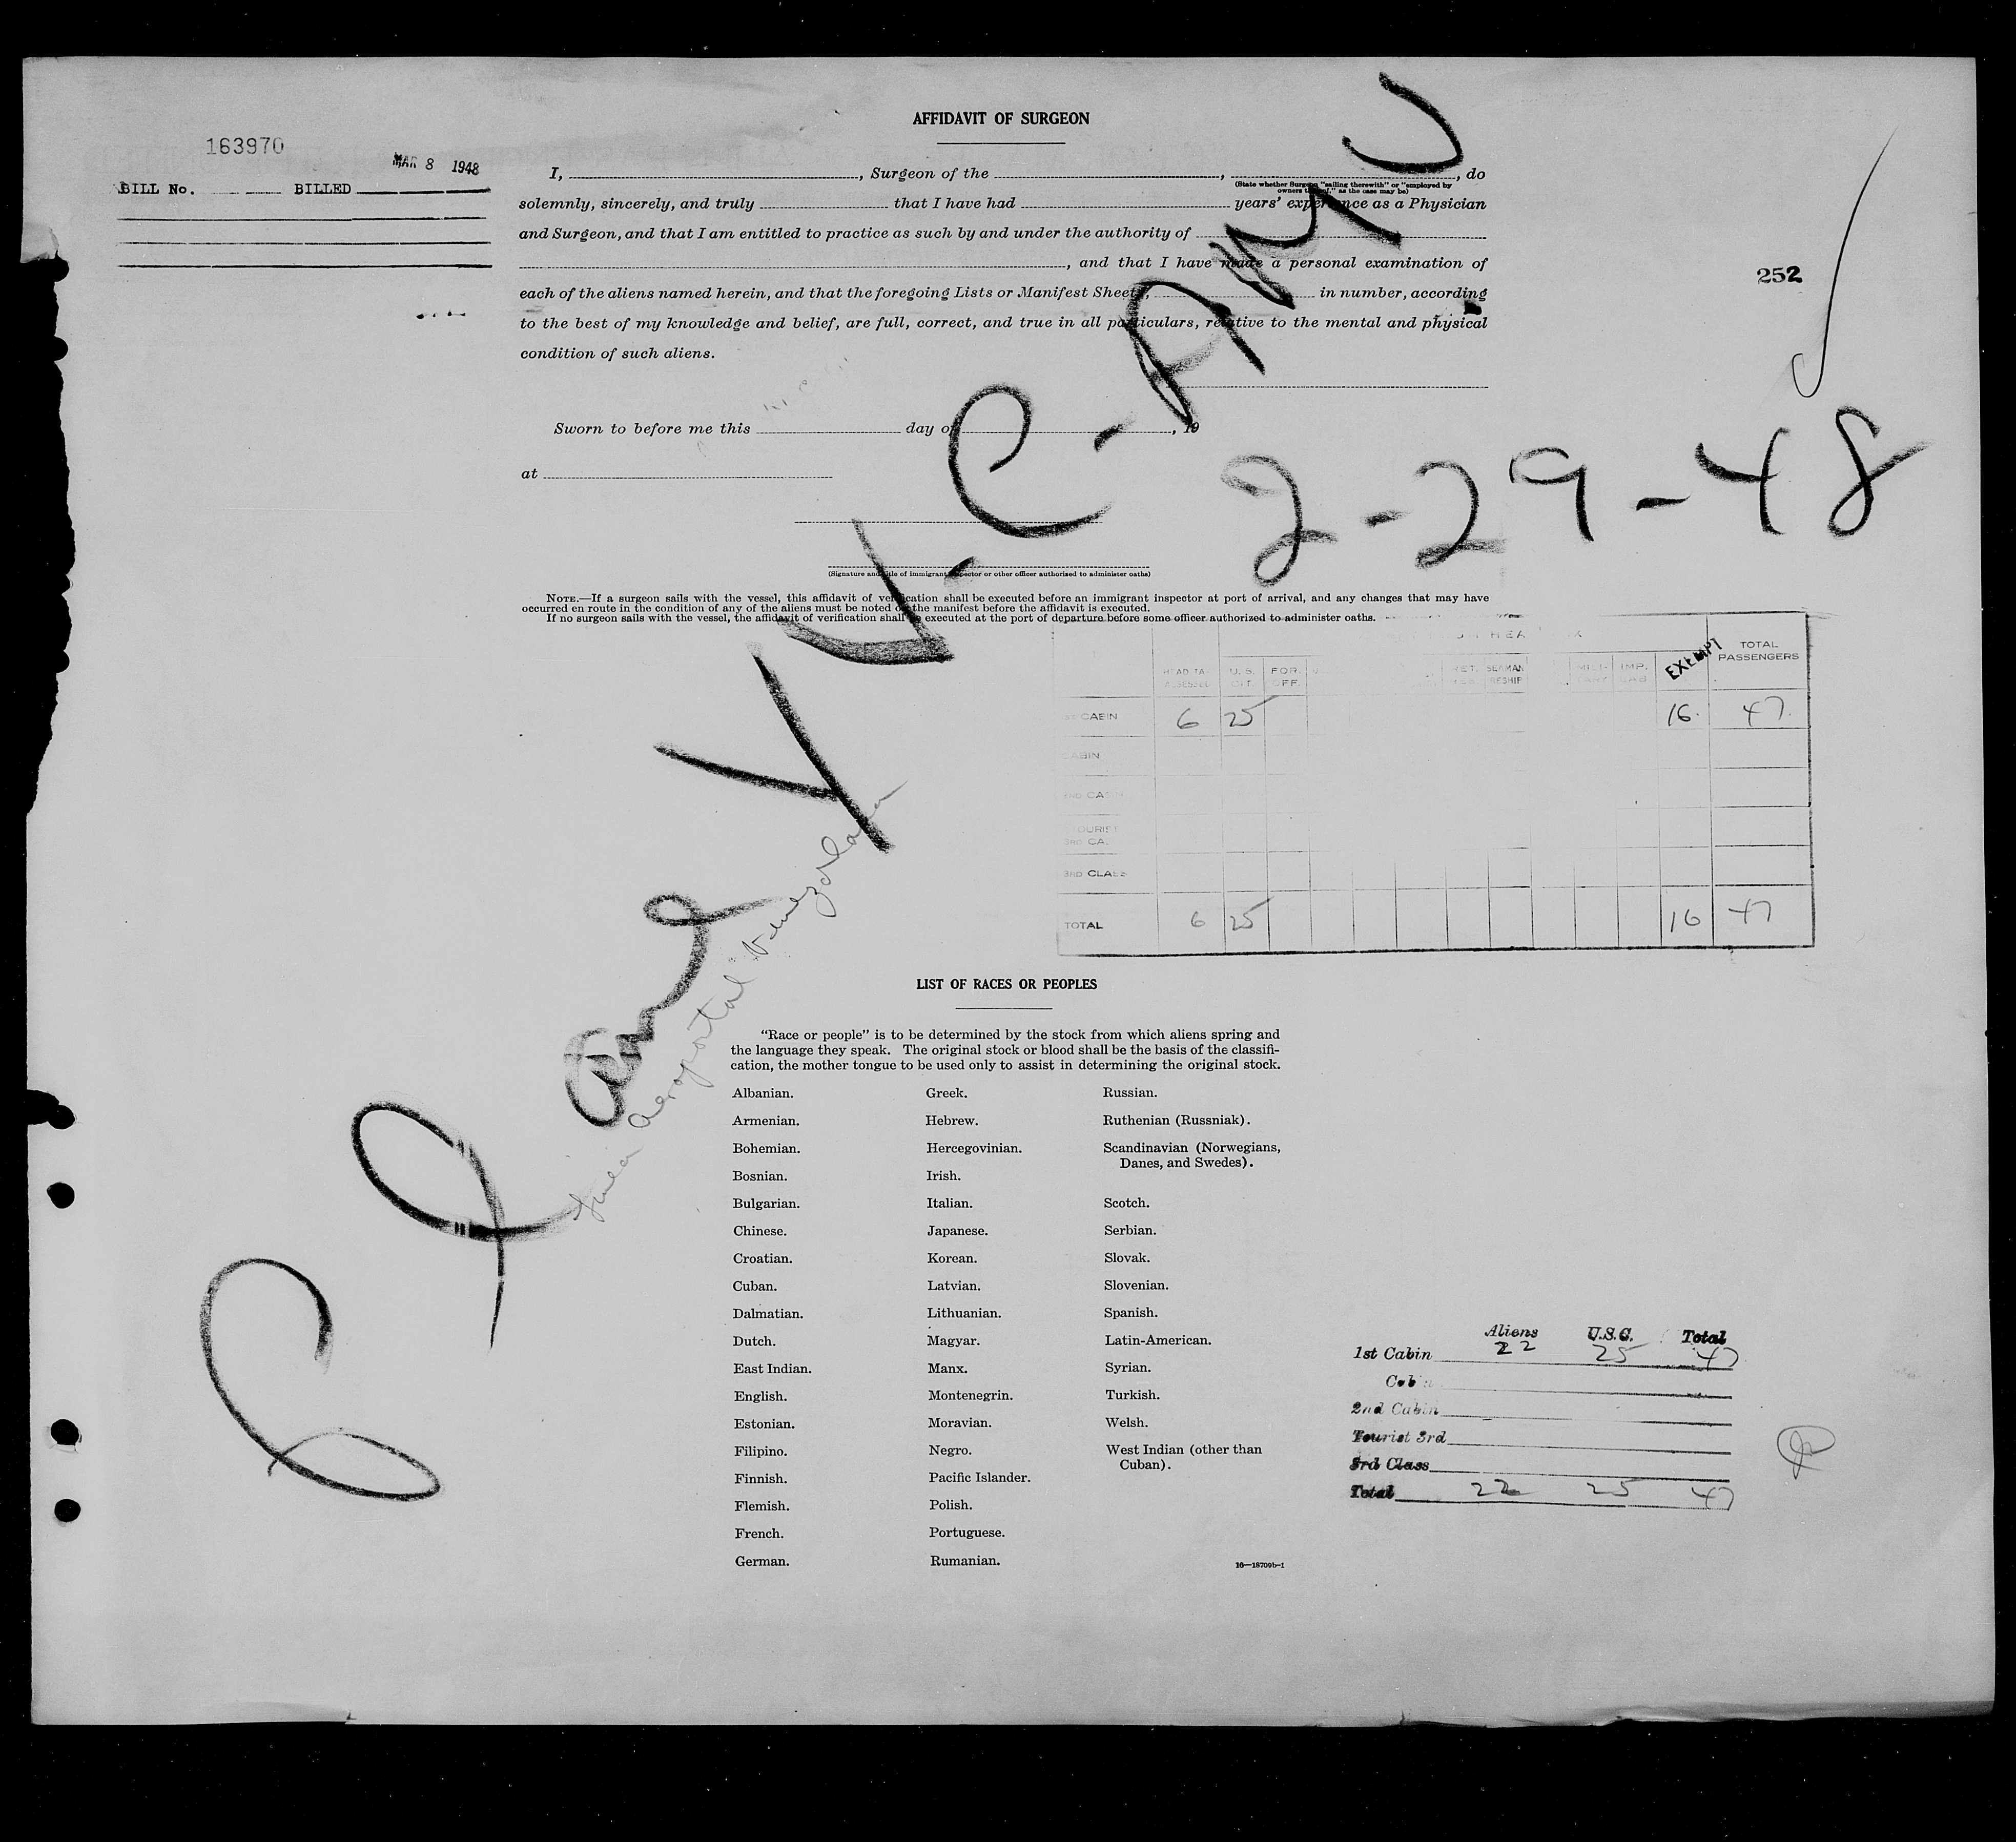 AFFIDAVIT OF SURGEON
163970
MAR 8 1948
BILL No. BILLED
I, , Surgeon of the , , do
(State whether Surgeon "sailing therewith" or "employed by
owners thereof," as the case may be)
solemnly, sincerely, and truly that I have had years' experience as a Physician
and Surgeon, and that I am entitled to practice as such by and under the authority of
, and that I have made a personal examination of
252
each of the aliens named herein, and that the foregoing Lists or Manifest Sheets, in number, according
to the best of my knowledge and belief, are full, correct, and true in all particulars, relative to the mental and physical
condition of such aliens.
Sworn to before me this day of , 19
at
(Signature and title of immigrant inspector or other officer authorized to administer oaths)
Plane YV-C-AMU
2-29-48
Linea Aeropostal Venezolana
NOTE.—If a surgeon sails with the vessel, this affidavit of verification shall be executed before an immigrant inspector at port of arrival, and any changes that may have
occurred en route in the condition of any of the aliens must be noted on the manifest before the affidavit is executed.
If no surgeon sails with the vessel, the affidavit of verification shall be executed at the port of departure before some officer authorized to administer oaths.
HEAD TA ASSESSED U.S. CIT. FOR. OFF. RET. RES. SEAMAN RESHIP MILI-TARY IMP. EXEMPT TOTAL PASSENGERS
ST CABIN 6 25 16 47
CABIN
2ND CABIN
TOURIST 3RD CA.
3RD CLASS
TOTAL 6 25 16 47
LIST OF RACES OR PEOPLES
"Race or people" is to be determined by the stock from which aliens spring and
the language they speak. The original stock or blood shall be the basis of the classifi-
cation, the mother tongue to be used only to assist in determining the original stock.
Albanian. Greek. Russian.
Armenian. Hebrew. Ruthenian (Russniak).
Bohemian. Hercegovinian. Scandinavian (Norwegians,
Danes, and Swedes).
Bosnian. Irish.
Bulgarian. Italian. Scotch.
Chinese. Japanese. Serbian.
Croatian. Korean. Slovak.
Cuban. Latvian. Slovenian.
Dalmatian. Lithuanian. Spanish.
Dutch. Magyar. Latin-American.
East Indian. Manx. Syrian.
English. Montenegrin. Turkish.
Estonian. Moravian. Welsh.
Filipino. Negro. West Indian (other than
Cuban).
Finnish. Pacific Islander.
Flemish. Polish.
French. Portuguese.
German. Rumanian.
16—18709b-1
Aliens U.S.C. Total
1st Cabin 22 25 47
Cabin
2nd Cabin
Tourist 3rd
3rd Class
Total 22 25 47